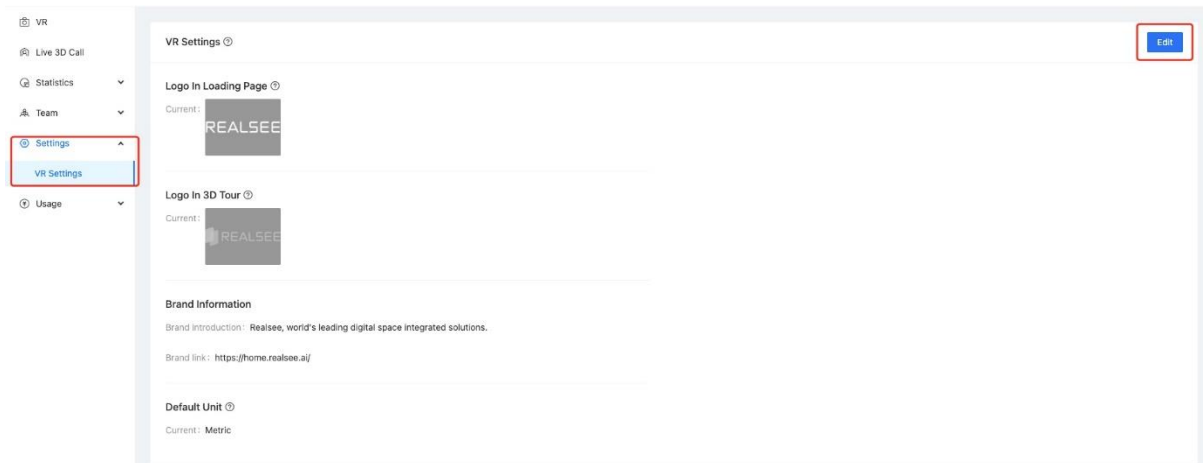 VR
Live 3D Call
Statistics
Team
Settings
VR Settings
Usage
VR Settings
Edit
Logo In Loading Page
Current:
REALSEE
Logo In 3D Tour
Current:
REALSEE
Brand Information
Brand introduction: Realsee, world's leading digital space integrated solutions.
Brand link: https://home.realsee.ai/
Default Unit
Current: Metric